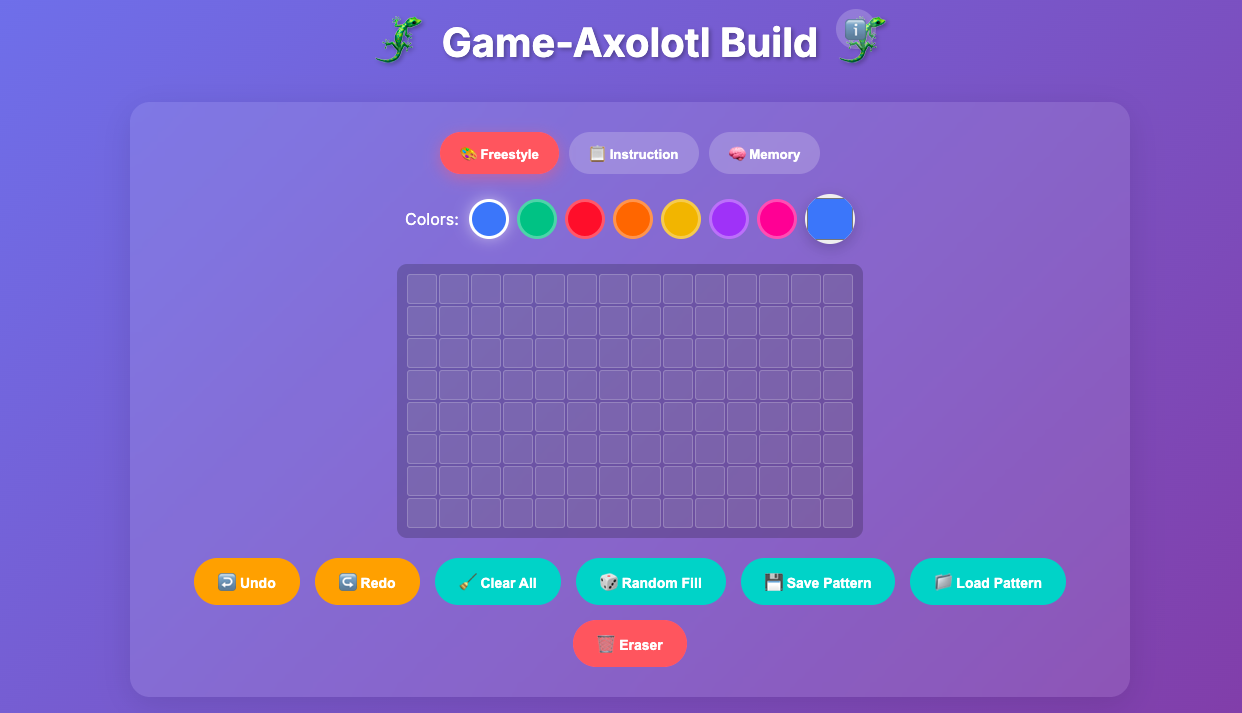 Game-Axolotl Build
Freestyle Instruction Memory
Colors:
Undo Redo Clear All Random Fill Save Pattern Load Pattern
Eraser